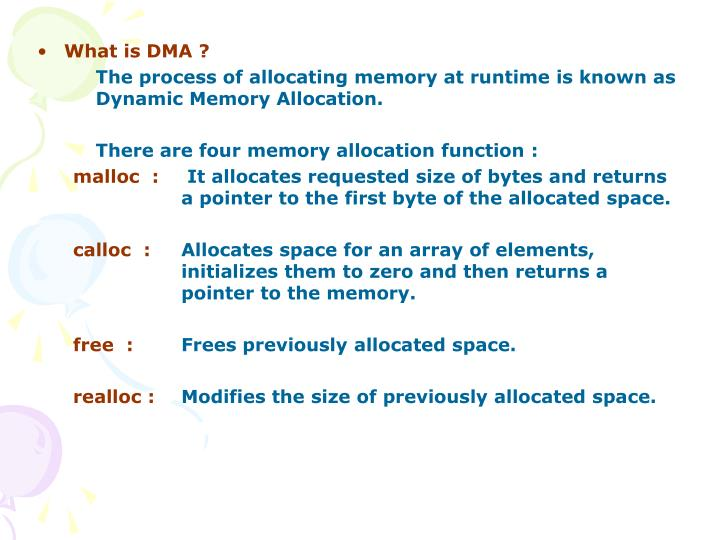 • What is DMA ?
The process of allocating memory at runtime is known as
Dynamic Memory Allocation.
There are four memory allocation function :
malloc : It allocates requested size of bytes and returns
a pointer to the first byte of the allocated space.
calloc : Allocates space for an array of elements,
initializes them to zero and then returns a
pointer to the memory.
free : Frees previously allocated space.
realloc : Modifies the size of previously allocated space.